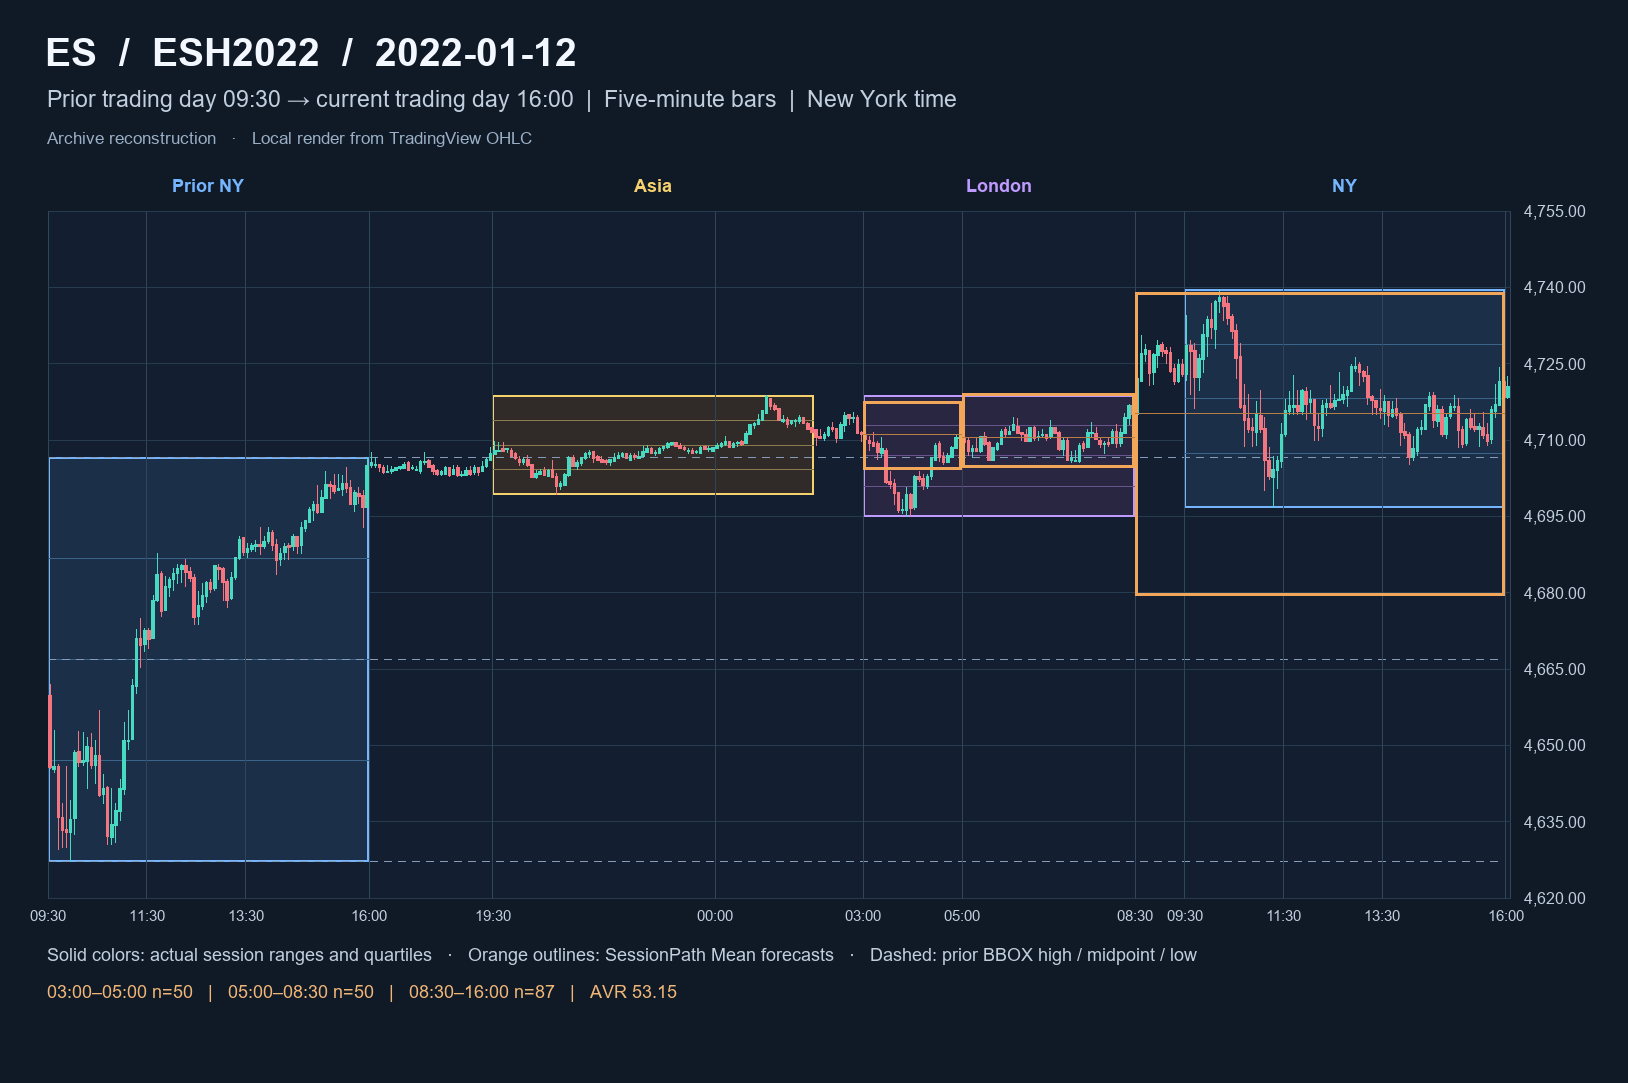 ES / ESH2022 / 2022-01-12
Prior trading day 09:30 → current trading day 16:00 | Five-minute bars | New York time
Archive reconstruction · Local render from TradingView OHLC
Prior NY Asia London NY
4,755.00
4,740.00
4,725.00
4,710.00
4,695.00
4,680.00
4,665.00
4,650.00
4,635.00
4,620.00
09:30 11:30 13:30 16:00 19:30 00:00 03:00 05:00 08:30 09:30 11:30 13:30 16:00
Solid colors: actual session ranges and quartiles · Orange outlines: SessionPath Mean forecasts · Dashed: prior BBOX high / midpoint / low
03:00–05:00 n=50 | 05:00–08:30 n=50 | 08:30–16:00 n=87 | AVR 53.15